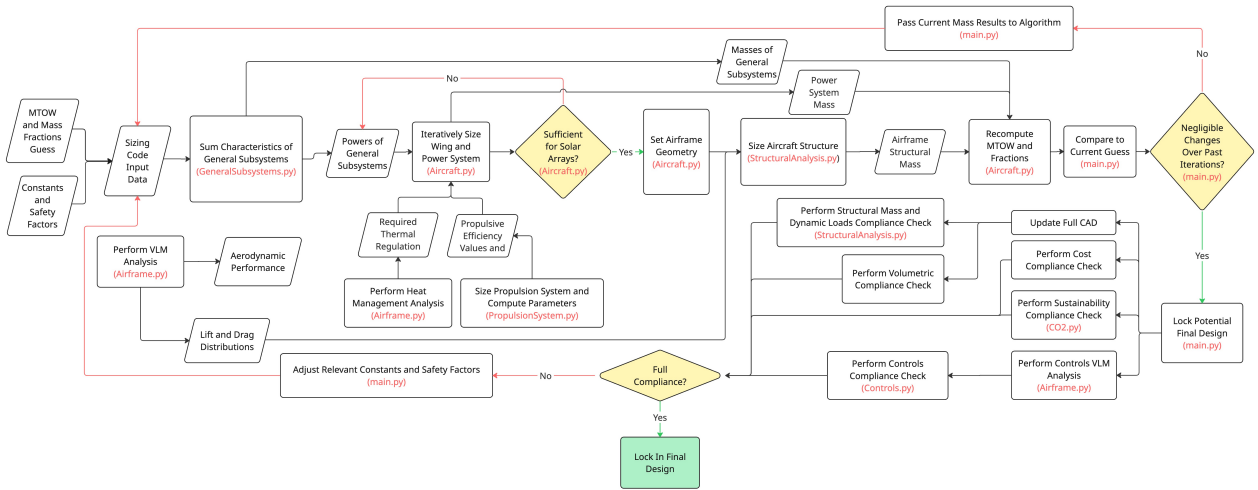 Pass Current Mass Results to Algorithm
(main.py)
No
Masses of
General
Subsystems
No
Power
System
Mass
MTOW
and Mass
Fractions
Guess
Constants
and
Safety
Factors
Sizing
Code
Input
Data
Sum Characteristics of
General Subsystems
(GeneralSubsystems.py)
Powers of
General
Subsystems
Iteratively Size
Wing and
Power System
(Aircraft.py)
Sufficient
for Solar
Arrays?
(Aircraft.py)
Yes
Set Airframe
Geometry
(Aircraft.py)
Size Aircraft Structure
(StructuralAnalysis.py)
Airframe
Structural
Mass
Recompute
MTOW and
Fractions
(Aircraft.py)
Compare to
Current Guess
(main.py)
Negligible
Changes
Over Past
Iterations?
(main.py)
Required
Thermal
Regulation
Propulsive
Efficiency
Values and
Perform Structural Mass and
Dynamic Loads Compliance Check
(StructuralAnalysis.py)
Update Full CAD
Perform VLM
Analysis
(Airframe.py)
Aerodynamic
Performance
Perform Volumetric
Compliance Check
Perform Cost
Compliance Check
Yes
Perform Heat
Management Analysis
(Airframe.py)
Size Propulsion System and
Compute Parameters
(PropulsionSystem.py)
Perform Sustainability
Compliance Check
(CO2.py)
Lock Potential
Final Design
(main.py)
Lift and Drag
Distributions
Adjust Relevant Constants and Safety Factors
(main.py)
No
Full
Compliance?
Perform Controls
Compliance Check
(Controls.py)
Perform Controls VLM
Analysis
(Airframe.py)
Yes
Lock In Final
Design